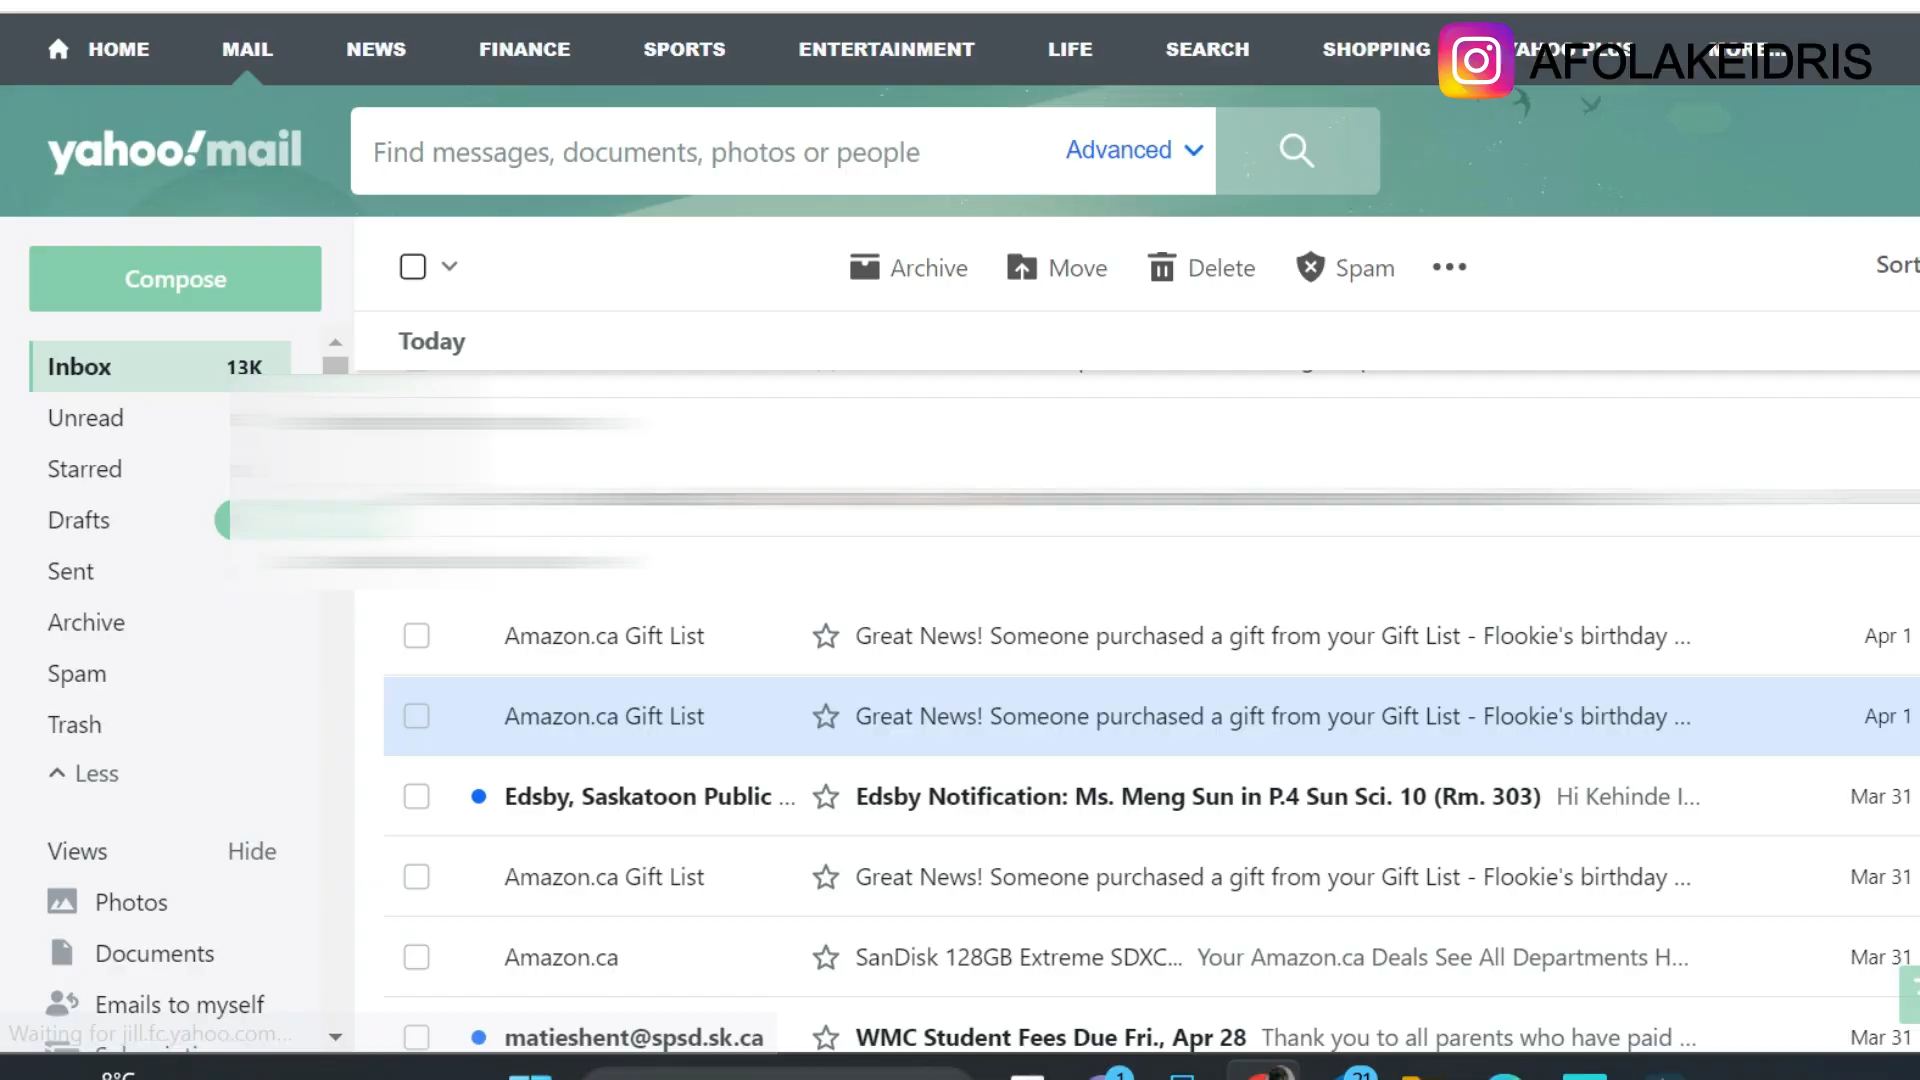 HOME MAIL NEWS FINANCE SPORTS ENTERTAINMENT LIFE SEARCH SHOPPING YAHOO PLUS MORE...
AFOLAKEIDRIS
yahoo!mail
Find messages, documents, photos or people Advanced
Compose
Archive Move Delete Spam ••• Sort
Today
Inbox 13K
Unread
Starred
Drafts
Sent
Archive
Spam
Trash
Less
Views Hide
Photos
Documents
Emails to myself
Waiting for jill.fc.yahoo.com...
Amazon.ca Gift List Great News! Someone purchased a gift from your Gift List - Flookie's birthday ... Apr 1
Amazon.ca Gift List Great News! Someone purchased a gift from your Gift List - Flookie's birthday ... Apr 1
Edsby, Saskatoon Public ... Edsby Notification: Ms. Meng Sun in P.4 Sun Sci. 10 (Rm. 303) Hi Kehinde I... Mar 31
Amazon.ca Gift List Great News! Someone purchased a gift from your Gift List - Flookie's birthday ... Mar 31
Amazon.ca SanDisk 128GB Extreme SDXC... Your Amazon.ca Deals See All Departments H... Mar 31
matieshent@spsd.sk.ca WMC Student Fees Due Fri., Apr 28 Thank you to all parents who have paid ... Mar 31
8°C 1 21